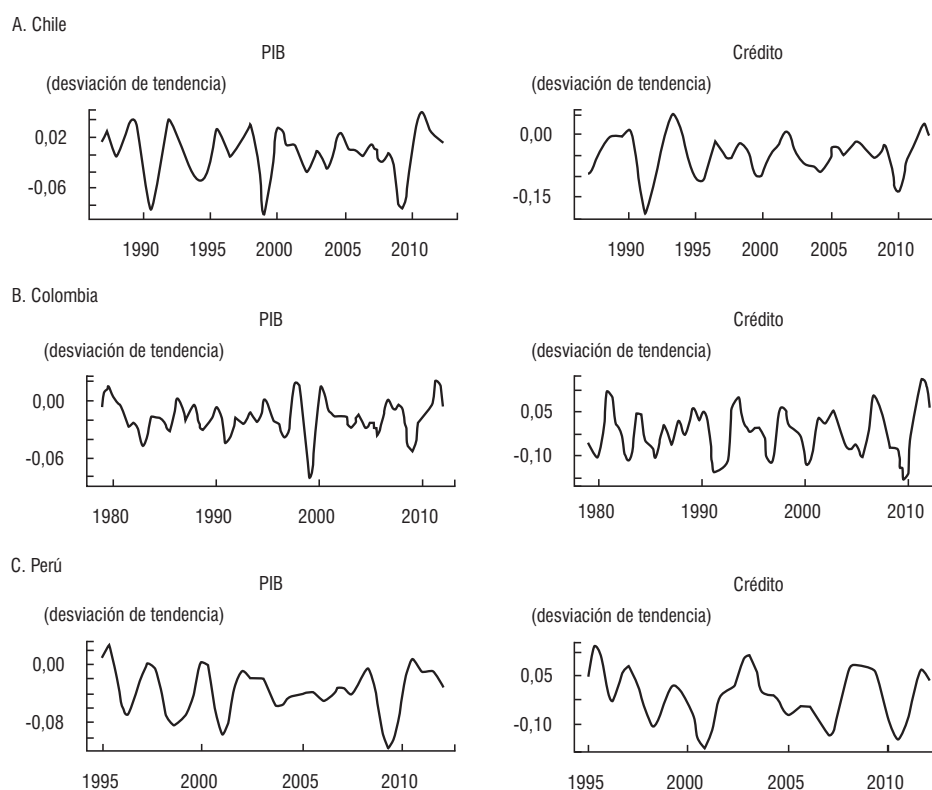 A. Chile
PIB
(desviación de tendencia)
0,02
-0,06
1990 1995 2000 2005 2010
Crédito
(desviación de tendencia)
0,00
-0,15
1990 1995 2000 2005 2010
B. Colombia
PIB
(desviación de tendencia)
0,00
-0,06
1980 1990 2000 2010
Crédito
(desviación de tendencia)
0,05
-0,10
1980 1990 2000 2010
C. Perú
PIB
(desviación de tendencia)
0,00
-0,08
1995 2000 2005 2010
Crédito
(desviación de tendencia)
0,05
-0,10
1995 2000 2005 2010